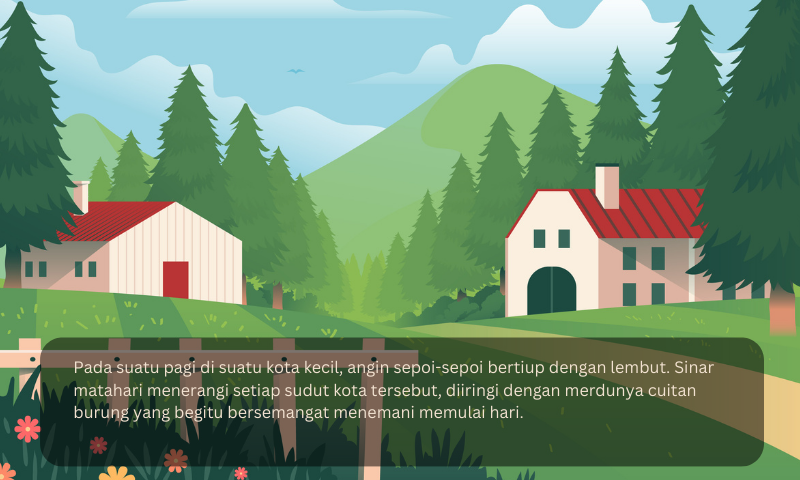 Pada suatu pagi di suatu kota kecil, angin sepoi-sepoi bertiup dengan lembut. Sinar
matahari menerangi setiap sudut kota tersebut, diiringi dengan merdunya cuitan
burung yang begitu bersemangat menemani memulai hari.